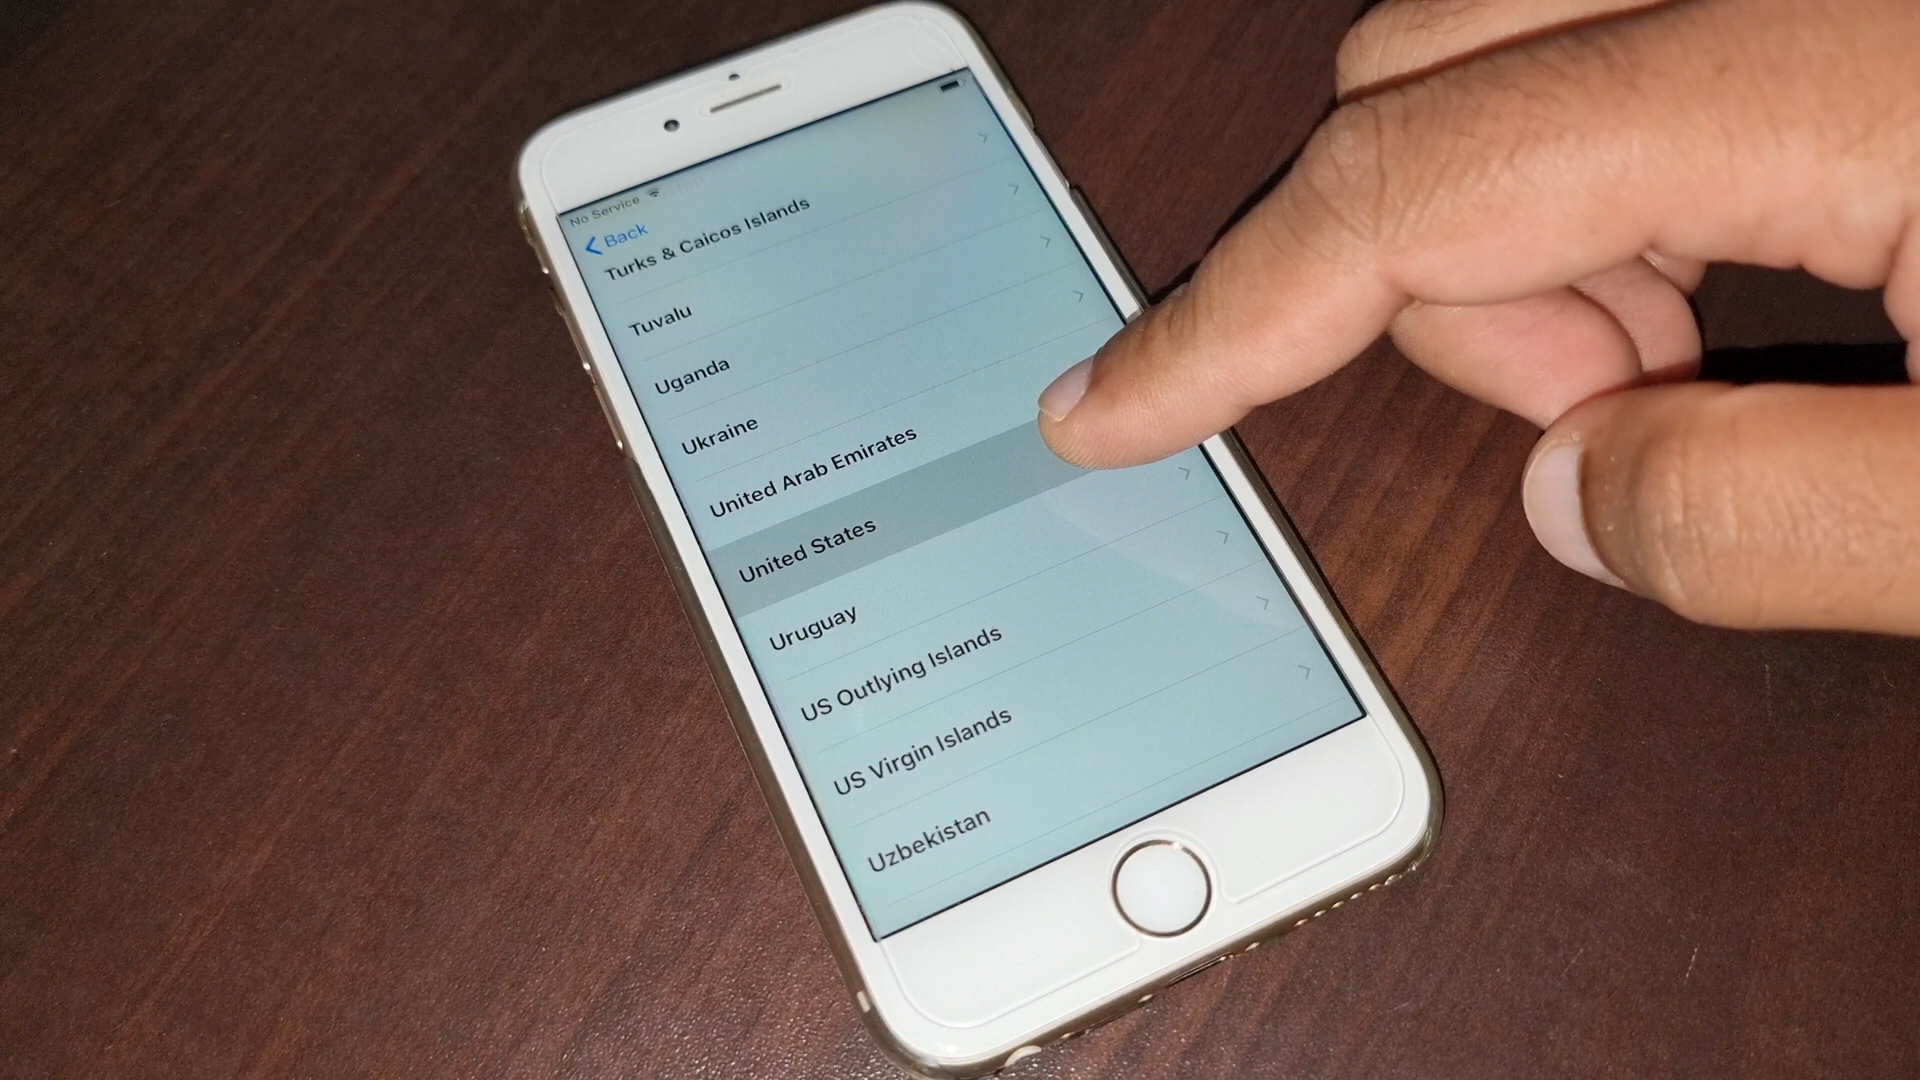 No Service
Back
Turks & Caicos Islands
Tuvalu
Uganda
Ukraine
United Arab Emirates
United States
Uruguay
US Outlying Islands
US Virgin Islands
Uzbekistan